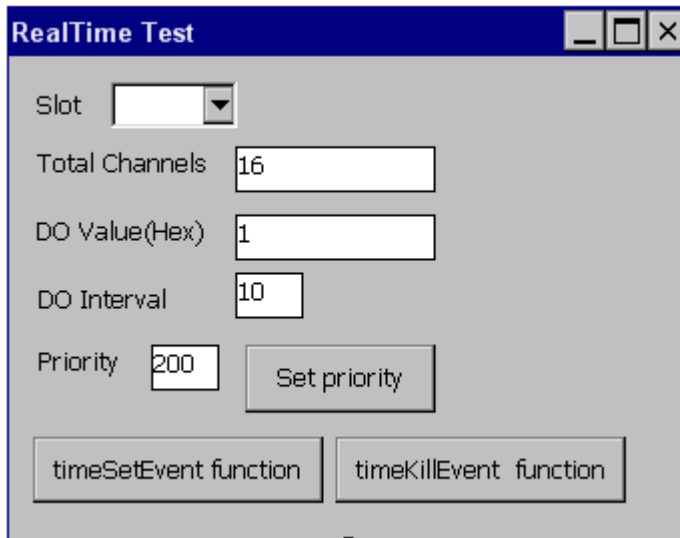 RealTime Test
Slot
Total Channels 16
DO Value(Hex) 1
DO Interval 10
Priority 200 Set priority
timeSetEvent function timeKillEvent function